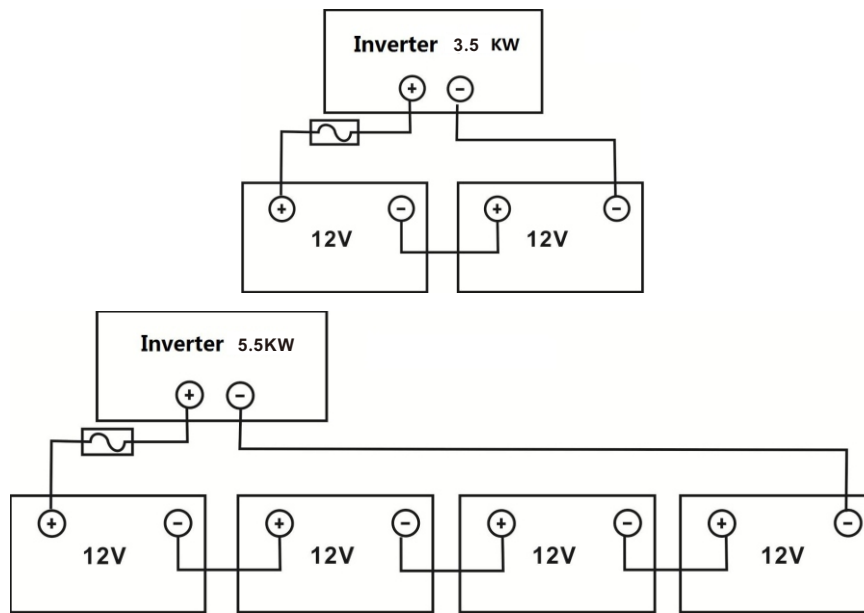 Inverter 3.5 KW
+ −
+ − + −
12V 12V
Inverter 5.5KW
+ −
+ − + − + − + −
12V 12V 12V 12V